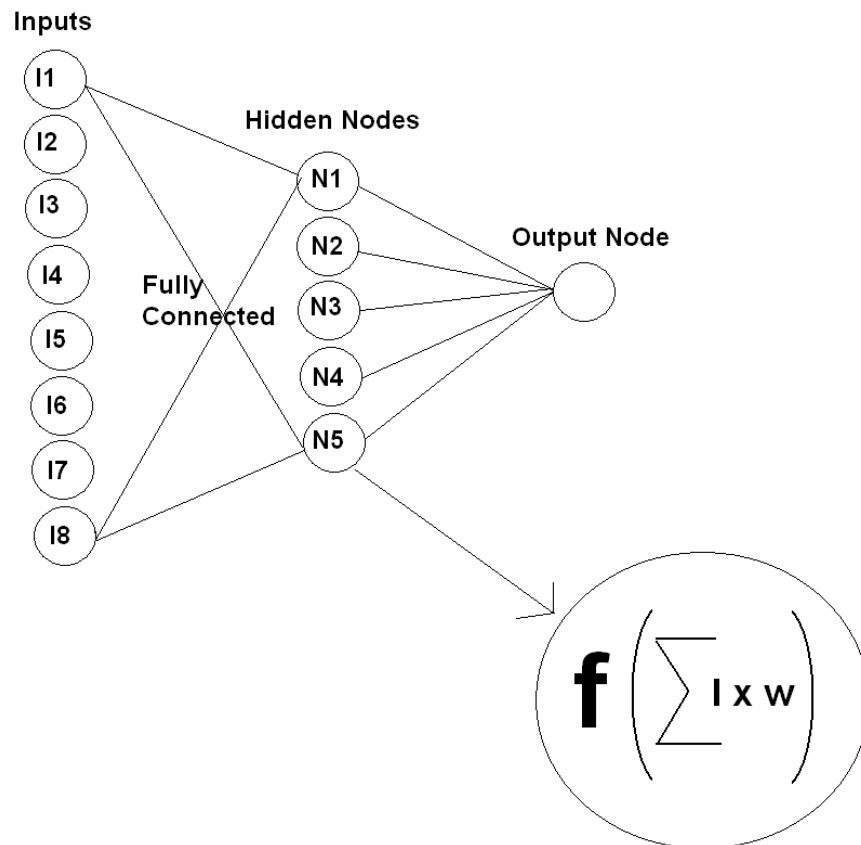 Inputs
I1
I2
I3
I4
I5
I6
I7
I8
Fully
Connected
Hidden Nodes
N1
N2
N3
N4
N5
Output Node
f ( ∑ I x w )